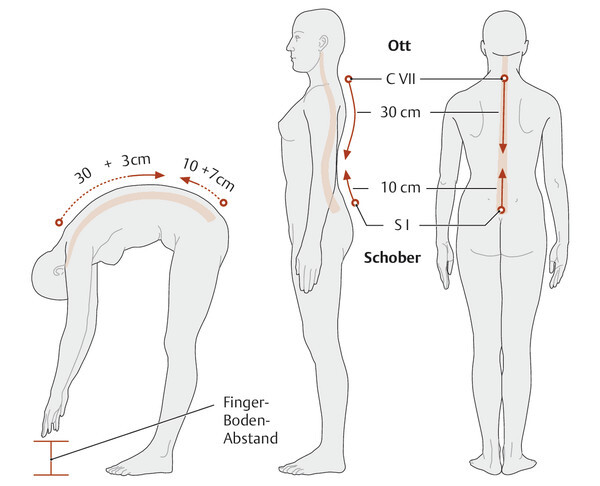 Ott
C VII
30 cm
30 + 3cm
10+7cm
10 cm
S I
Schober
Finger-
Boden-
Abstand